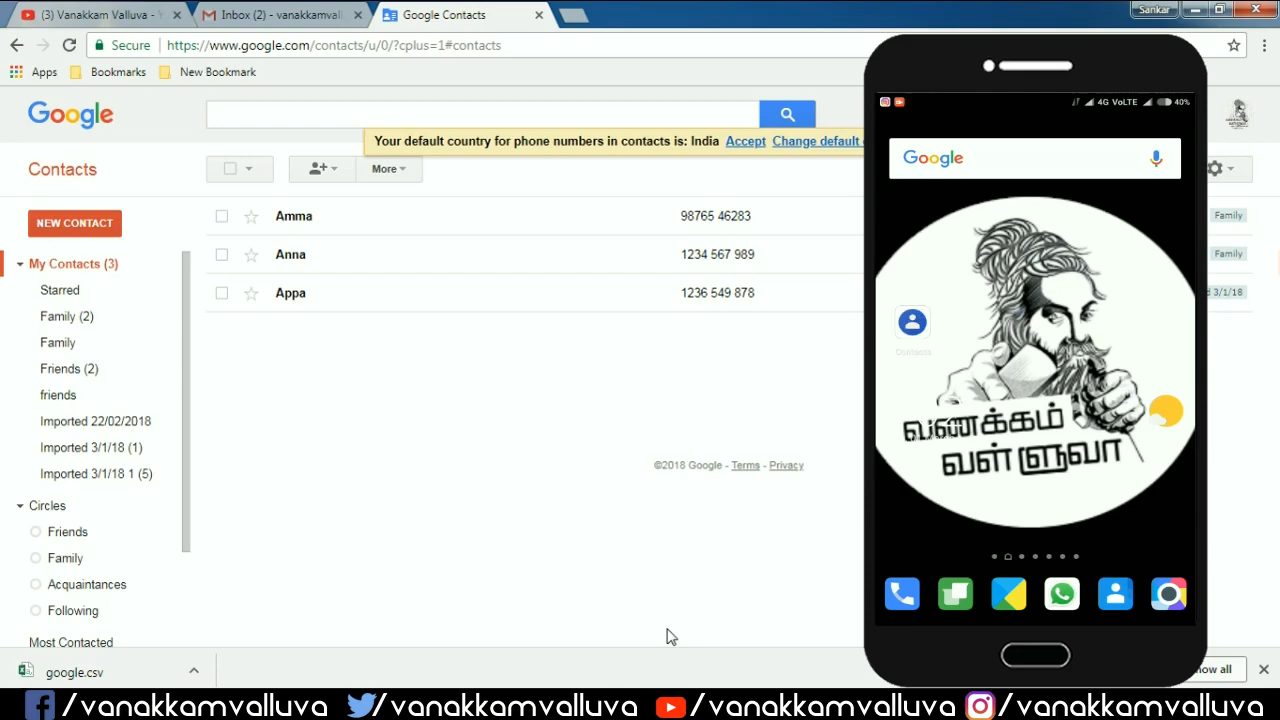 (3) Vanakkam Valluva - Y
Inbox (2) - vanakkamvall
Google Contacts
Sankar
Secure
https://www.google.com/contacts/u/0/?cplus=1#contacts
Apps
Bookmarks
New Bookmark
Google
Your default country for phone numbers in contacts is: India Accept Change default
Contacts
More
NEW CONTACT
Amma 98765 46283 Family
Anna 1234 567 989 Family
Appa 1236 549 878 3/1/18
My Contacts (3)
Starred
Family (2)
Family
Friends (2)
friends
Imported 22/02/2018
Imported 3/1/18 (1)
Imported 3/1/18 1 (5)
Circles
Friends
Family
Acquaintances
Following
Most Contacted
©2018 Google - Terms - Privacy
google.csv
all
4G VoLTE 40%
Google
வணக்கம்
வள்ளுவா
/vanakkamvalluva /vanakkamvalluva /vanakkamvalluva /vanakkamvalluva